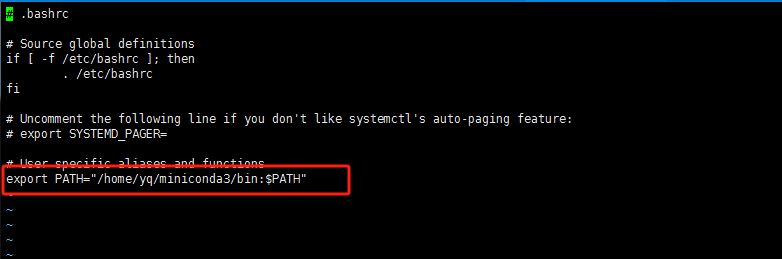 # .bashrc
# Source global definitions
if [ -f /etc/bashrc ]; then
        . /etc/bashrc
fi
# Uncomment the following line if you don't like systemctl's auto-paging feature:
# export SYSTEMD_PAGER=
# User specific aliases and functions
export PATH="/home/yq/miniconda3/bin:$PATH"
~
~
~
~
~